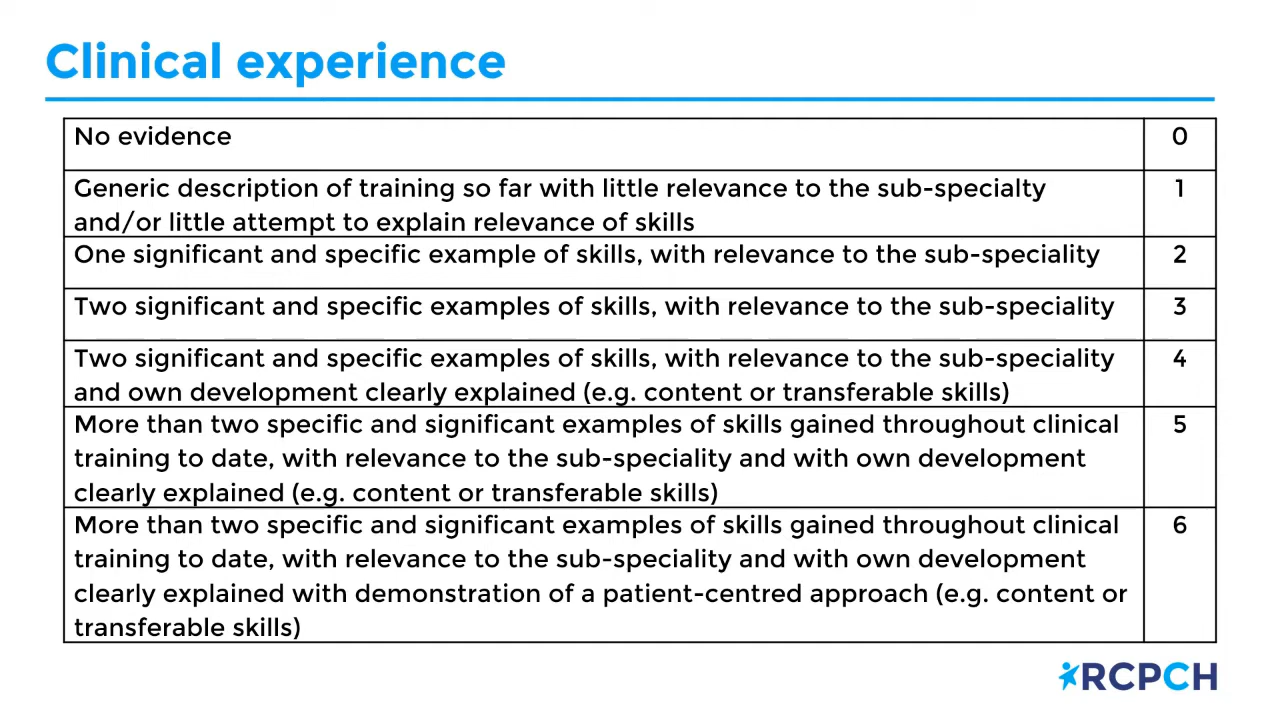 Clinical experience
No evidence 0
Generic description of training so far with little relevance to the sub-specialty 1
and/or little attempt to explain relevance of skills
One significant and specific example of skills, with relevance to the sub-speciality 2
Two significant and specific examples of skills, with relevance to the sub-speciality 3
Two significant and specific examples of skills, with relevance to the sub-speciality 4
and own development clearly explained (e.g. content or transferable skills)
More than two specific and significant examples of skills gained throughout clinical 5
training to date, with relevance to the sub-speciality and with own development
clearly explained (e.g. content or transferable skills)
More than two specific and significant examples of skills gained throughout clinical 6
training to date, with relevance to the sub-speciality and with own development
clearly explained with demonstration of a patient-centred approach (e.g. content or
transferable skills)
RCPCH